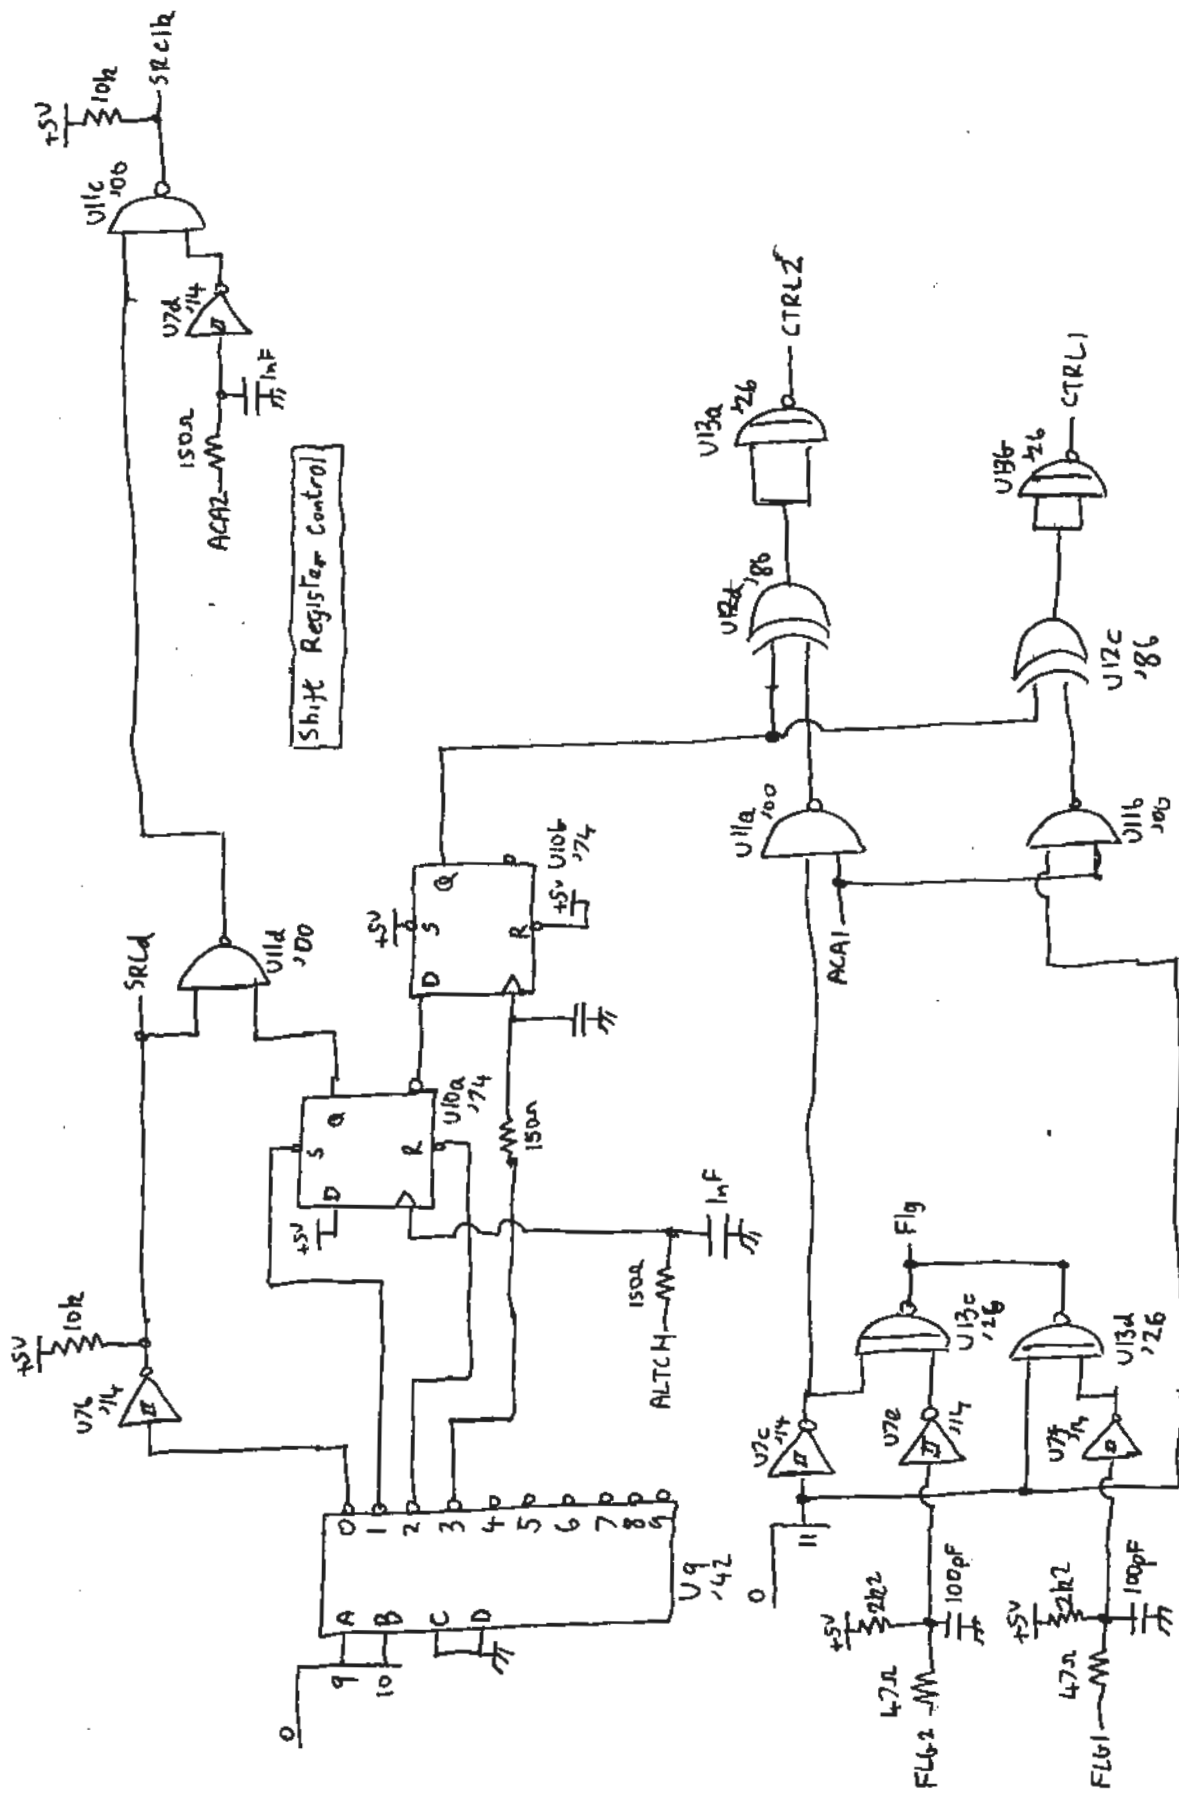 +5V
10k
SRClk
U11c
'00
U7d
'14
1nF
150Ω
ACA2
Shift Register Control
SRLd
U11d
'00
+5V
10k
U7b
'14
+5V
S
D
Q
R
U10a
'74
+5V
S
D
Q
R
U10b
'74
+5V
150Ω
ALTCH
150Ω
1nF
O
9
10
A
B
C
D
0
1
2
3
4
5
6
7
8
9
U9
'42
U13a
'26
CTRL2
U12d
'86
U11a
'00
ACA1
U13b
'26
CTRL1
U12c
'86
U11b
'00
O
11
U7c
'14
U7e
'14
U7f
'14
U13c
'26
Flg
U13d
'26
+5V
2k2
100pF
47Ω
FLG2
+5V
2k2
100pF
47Ω
FLG1